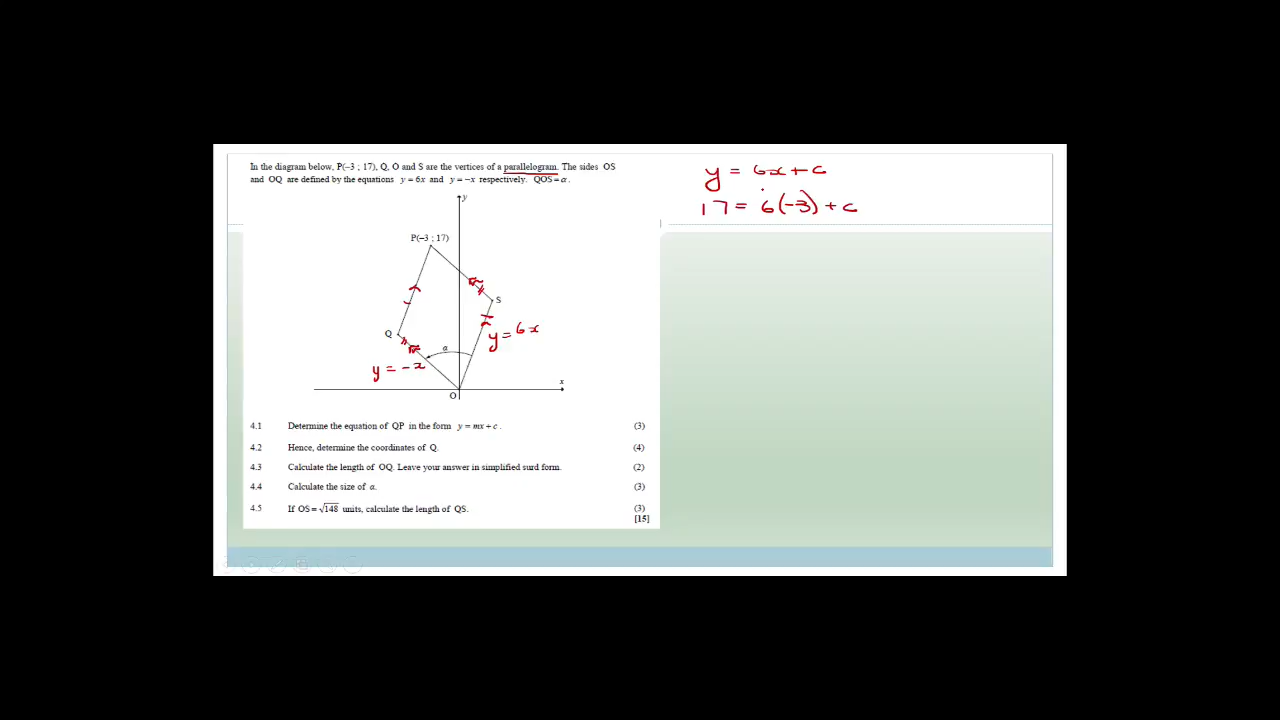 In the diagram below, P(–3 ; 17), Q, O and S are the vertices of a parallelogram. The sides OS
and OQ are defined by the equations y = 6x and y = –x respectively. QOS = α.
y = 6x + c
17 = 6(-3) + c
y
P(–3 ; 17)
S
y = 6x
Q
α
y = -x
x
O
4.1 Determine the equation of QP in the form y = mx + c. (3)
4.2 Hence, determine the coordinates of Q. (4)
4.3 Calculate the length of OQ. Leave your answer in simplified surd form. (2)
4.4 Calculate the size of α. (3)
4.5 If OS = √148 units, calculate the length of QS. (3)
[15]